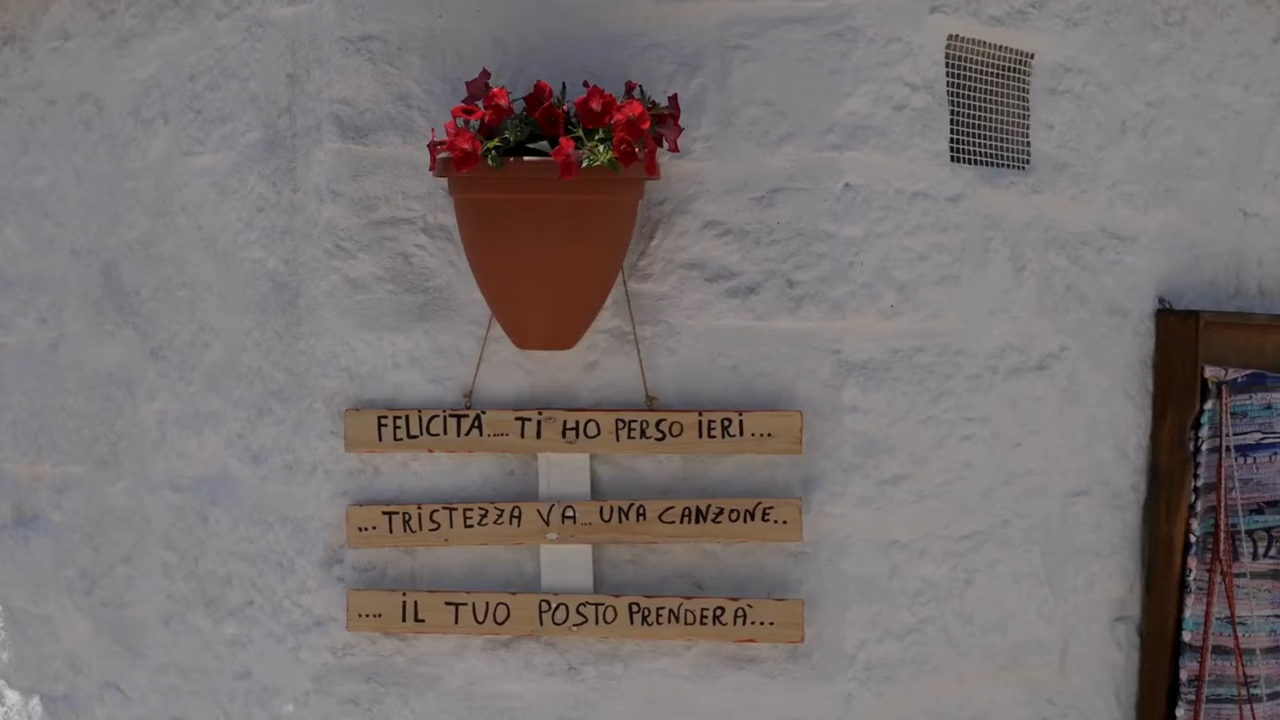 FELICITÀ..... TI HO PERSO IERI...
...TRISTEZZA VA... UNA CANZONE..
.... IL TUO POSTO PRENDERÀ...